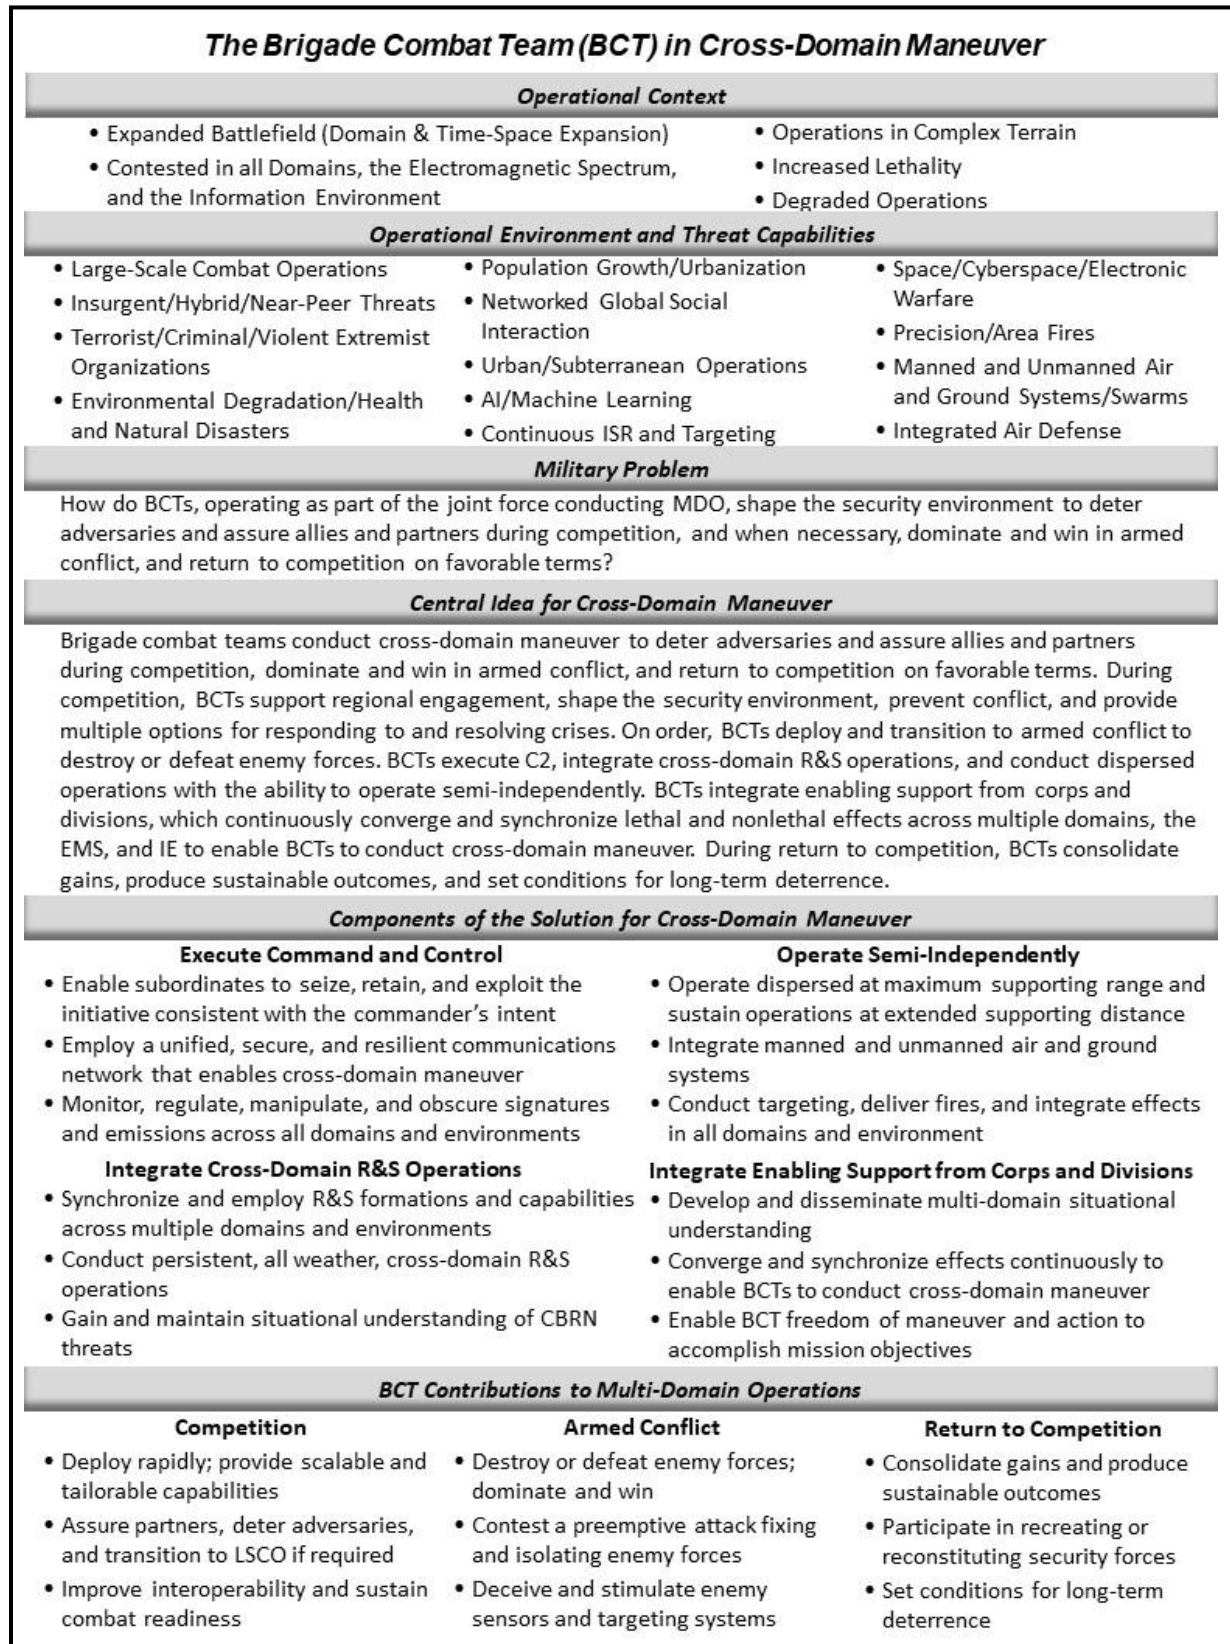 The Brigade Combat Team (BCT) in Cross-Domain Maneuver
Operational Context
• Expanded Battlefield (Domain & Time-Space Expansion)
• Contested in all Domains, the Electromagnetic Spectrum,
and the Information Environment
• Operations in Complex Terrain
• Increased Lethality
• Degraded Operations
Operational Environment and Threat Capabilities
• Large-Scale Combat Operations
• Insurgent/Hybrid/Near-Peer Threats
• Terrorist/Criminal/Violent Extremist
Organizations
• Environmental Degradation/Health
and Natural Disasters
• Population Growth/Urbanization
• Networked Global Social
Interaction
• Urban/Subterranean Operations
• AI/Machine Learning
• Continuous ISR and Targeting
• Space/Cyberspace/Electronic
Warfare
• Precision/Area Fires
• Manned and Unmanned Air
and Ground Systems/Swarms
• Integrated Air Defense
Military Problem
How do BCTs, operating as part of the joint force conducting MDO, shape the security environment to deter
adversaries and assure allies and partners during competition, and when necessary, dominate and win in armed
conflict, and return to competition on favorable terms?
Central Idea for Cross-Domain Maneuver
Brigade combat teams conduct cross-domain maneuver to deter adversaries and assure allies and partners
during competition, dominate and win in armed conflict, and return to competition on favorable terms. During
competition, BCTs support regional engagement, shape the security environment, prevent conflict, and provide
multiple options for responding to and resolving crises. On order, BCTs deploy and transition to armed conflict to
destroy or defeat enemy forces. BCTs execute C2, integrate cross-domain R&S operations, and conduct dispersed
operations with the ability to operate semi-independently. BCTs integrate enabling support from corps and
divisions, which continuously converge and synchronize lethal and nonlethal effects across multiple domains, the
EMS, and IE to enable BCTs to conduct cross-domain maneuver. During return to competition, BCTs consolidate
gains, produce sustainable outcomes, and set conditions for long-term deterrence.
Components of the Solution for Cross-Domain Maneuver
Execute Command and Control
• Enable subordinates to seize, retain, and exploit the
initiative consistent with the commander's intent
• Employ a unified, secure, and resilient communications
network that enables cross-domain maneuver
• Monitor, regulate, manipulate, and obscure signatures
and emissions across all domains and environments
Operate Semi-Independently
• Operate dispersed at maximum supporting range and
sustain operations at extended supporting distance
• Integrate manned and unmanned air and ground
systems
• Conduct targeting, deliver fires, and integrate effects
in all domains and environment
Integrate Cross-Domain R&S Operations
• Synchronize and employ R&S formations and capabilities
across multiple domains and environments
• Conduct persistent, all weather, cross-domain R&S
operations
• Gain and maintain situational understanding of CBRN
threats
Integrate Enabling Support from Corps and Divisions
• Develop and disseminate multi-domain situational
understanding
• Converge and synchronize effects continuously to
enable BCTs to conduct cross-domain maneuver
• Enable BCT freedom of maneuver and action to
accomplish mission objectives
BCT Contributions to Multi-Domain Operations
Competition
• Deploy rapidly; provide scalable and
tailorable capabilities
• Assure partners, deter adversaries,
and transition to LSCO if required
• Improve interoperability and sustain
combat readiness
Armed Conflict
• Destroy or defeat enemy forces;
dominate and win
• Contest a preemptive attack fixing
and isolating enemy forces
• Deceive and stimulate enemy
sensors and targeting systems
Return to Competition
• Consolidate gains and produce
sustainable outcomes
• Participate in recreating or
reconstituting security forces
• Set conditions for long-term
deterrence